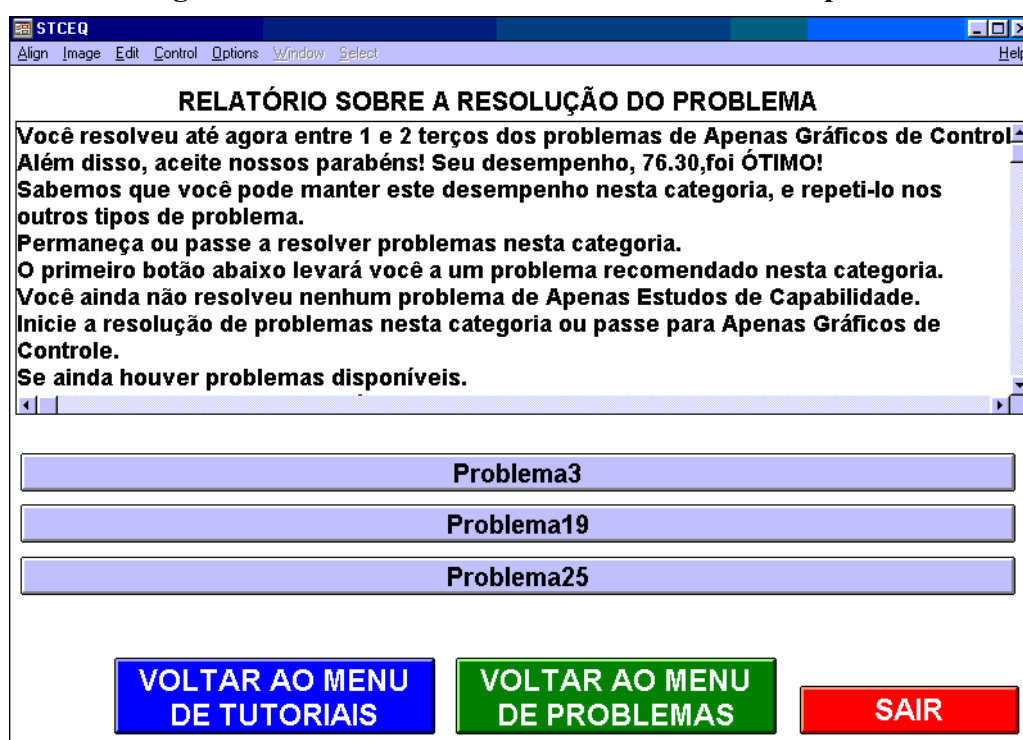 STCEQ
Align Image Edit Control Options Window Select Help
RELATÓRIO SOBRE A RESOLUÇÃO DO PROBLEMA
Você resolveu até agora entre 1 e 2 terços dos problemas de Apenas Gráficos de Control
Além disso, aceite nossos parabéns! Seu desempenho, 76.30,foi ÓTIMO!
Sabemos que você pode manter este desempenho nesta categoria, e repeti-lo nos
outros tipos de problema.
Permaneça ou passe a resolver problemas nesta categoria.
O primeiro botão abaixo levará você a um problema recomendado nesta categoria.
Você ainda não resolveu nenhum problema de Apenas Estudos de Capabilidade.
Inicie a resolução de problemas nesta categoria ou passe para Apenas Gráficos de
Controle.
Se ainda houver problemas disponíveis.
Problema3
Problema19
Problema25
VOLTAR AO MENU
DE TUTORIAIS
VOLTAR AO MENU
DE PROBLEMAS
SAIR